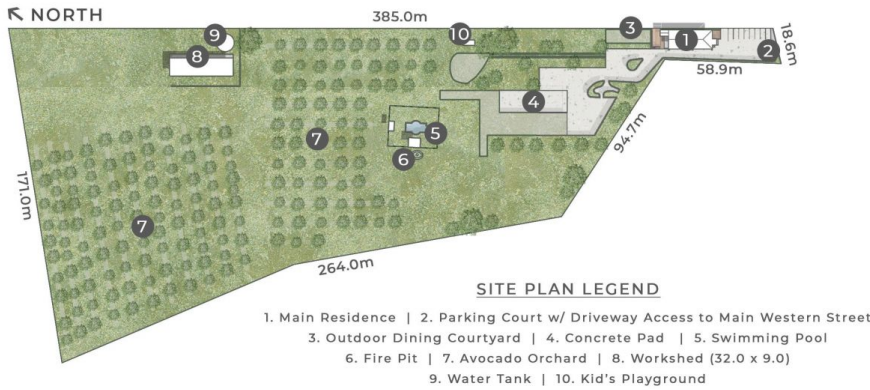 NORTH
385.0m
18.6m
58.9m
94.7m
264.0m
171.0m
1
2
3
4
5
6
7
7
8
9
10
SITE PLAN LEGEND
1. Main Residence | 2. Parking Court w/ Driveway Access to Main Western Street
3. Outdoor Dining Courtyard | 4. Concrete Pad | 5. Swimming Pool
6. Fire Pit | 7. Avocado Orchard | 8. Workshed (32.0 x 9.0)
9. Water Tank | 10. Kid's Playground